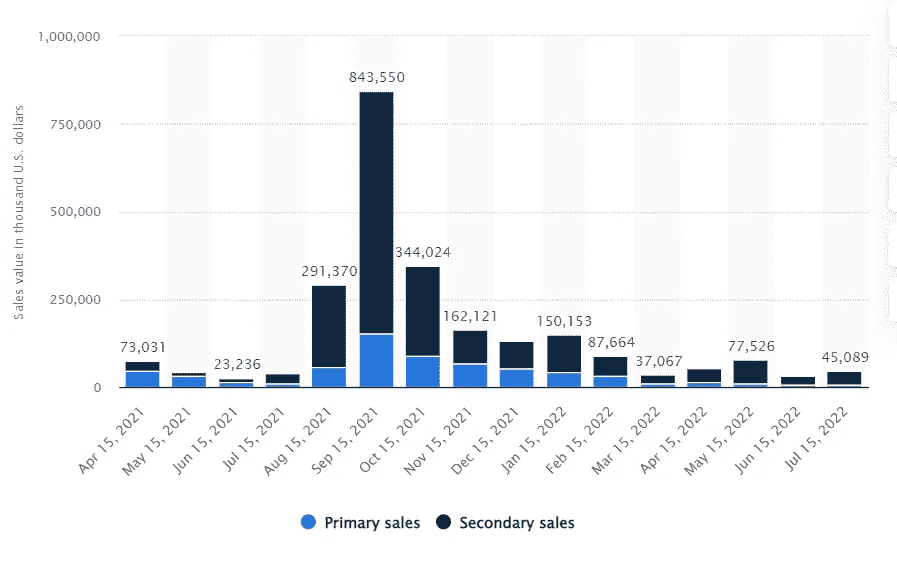 Sales value in thousand U.S. dollars
1,000,000
750,000
500,000
250,000
0
73,031
23,236
291,370
843,550
344,024
162,121
150,153
87,664
37,067
77,526
45,089
Apr 15, 2021
May 15, 2021
Jun 15, 2021
Jul 15, 2021
Aug 15, 2021
Sep 15, 2021
Oct 15, 2021
Nov 15, 2021
Dec 15, 2021
Jan 15, 2022
Feb 15, 2022
Mar 15, 2022
Apr 15, 2022
May 15, 2022
Jun 15, 2022
Jul 15, 2022
Primary sales
Secondary sales